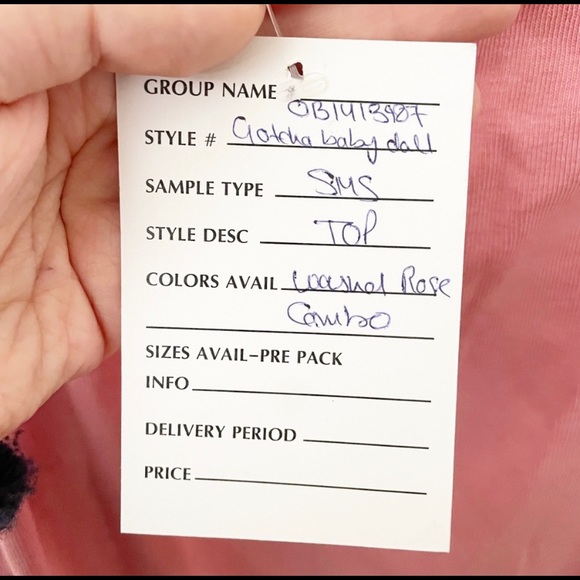 GROUP NAME
OB1413987
STYLE # Gotcha baby doll
SAMPLE TYPE SMS
STYLE DESC TOP
COLORS AVAIL washed Rose
Combo
SIZES AVAIL-PRE PACK
INFO
DELIVERY PERIOD
PRICE